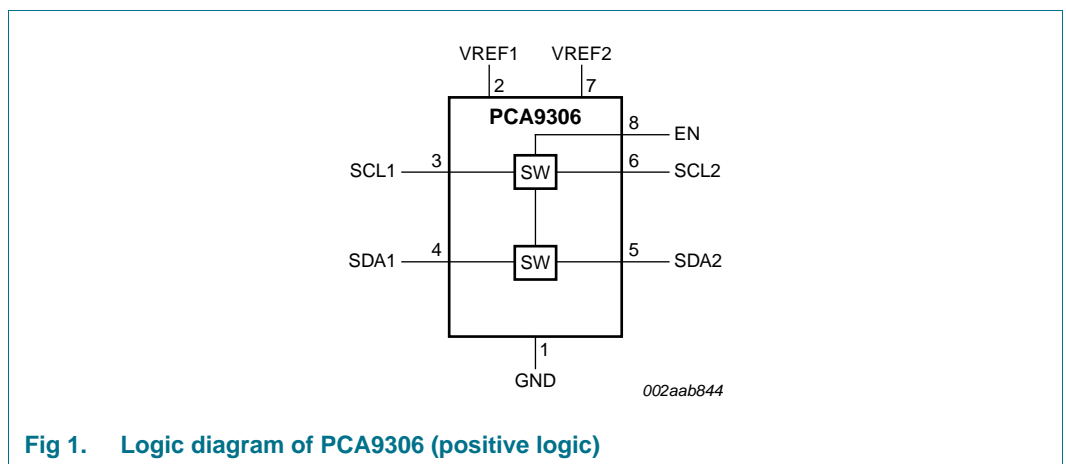 VREF1 VREF2
2 7
PCA9306
8 EN
SCL1 3 SW 6 SCL2
SDA1 4 SW 5 SDA2
1
GND
002aab844
Fig 1. Logic diagram of PCA9306 (positive logic)